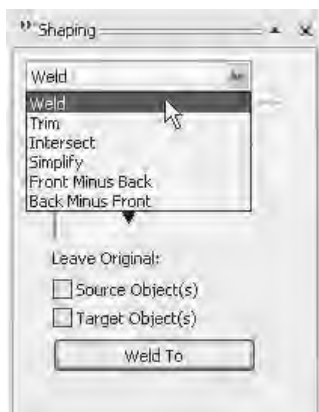 Shaping
Weld
Weld
Trim
Intersect
Simplify
Front Minus Back
Back Minus Front
Leave Original:
Source Object(s)
Target Object(s)
Weld To